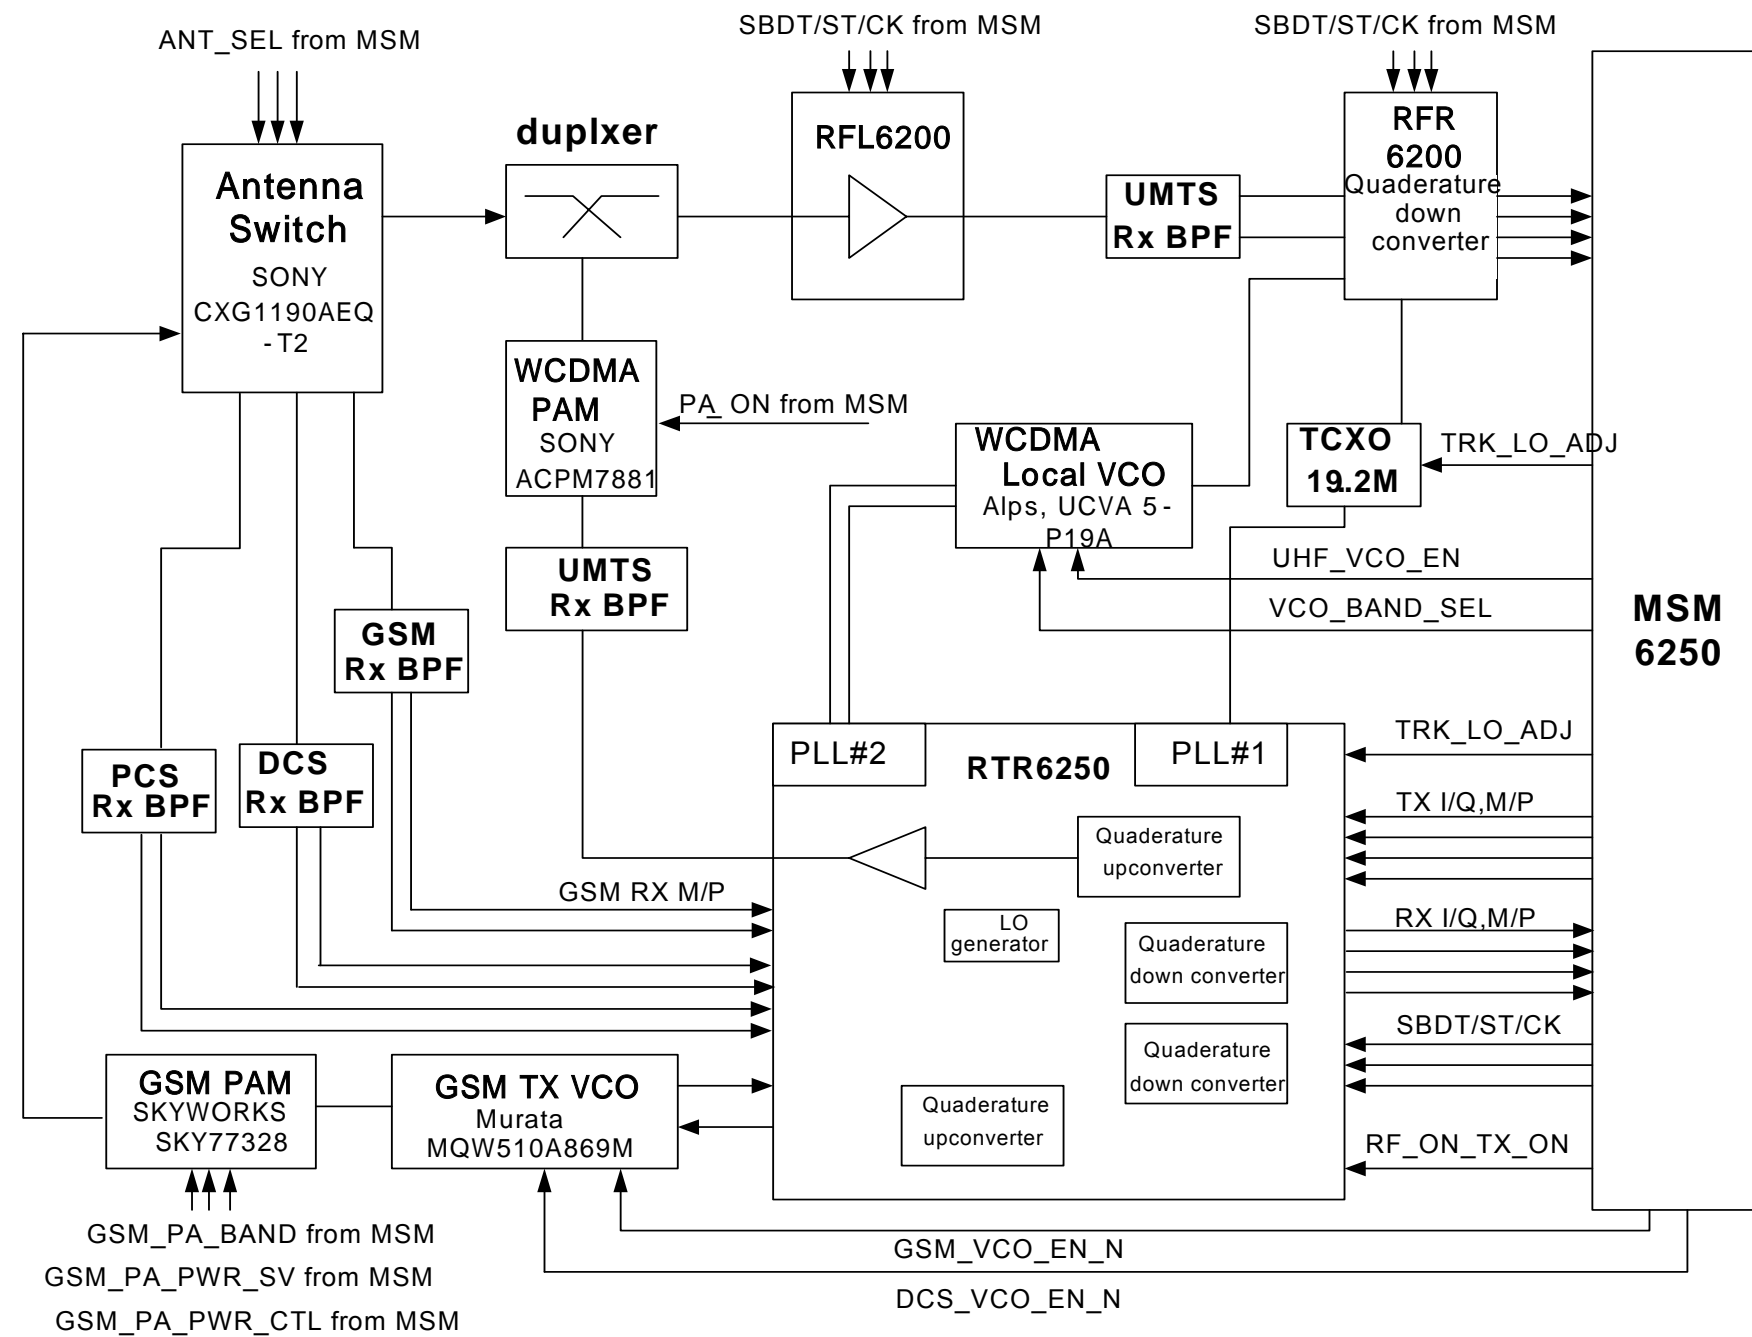 ANT_SEL from MSM
SBDT/ST/CK from MSM
SBDT/ST/CK from MSM
duplxer
Antenna
Switch
SONY
CXG1190AEQ
-T2
RFL6200
UMTS
Rx BPF
RFR
6200
Quaderature
down
converter
WCDMA
PAM
SONY
ACPM7881
PA_ON from MSM
WCDMA
Local VCO
Alps, UCVA 5-
P19A
TCXO
19.2M
TRK_LO_ADJ
UHF_VCO_EN
VCO_BAND_SEL
MSM
6250
UMTS
Rx BPF
GSM
Rx BPF
PCS
Rx BPF
DCS
Rx BPF
PLL#2
RTR6250
PLL#1
TRK_LO_ADJ
TX I/Q,M/P
Quaderature
upconverter
GSM RX M/P
LO
generator
Quaderature
down converter
RX I/Q,M/P
Quaderature
down converter
SBDT/ST/CK
GSM PAM
SKYWORKS
SKY77328
GSM TX VCO
Murata
MQW510A869M
Quaderature
upconverter
RF_ON_TX_ON
GSM_PA_BAND from MSM
GSM_PA_PWR_SV from MSM
GSM_PA_PWR_CTL from MSM
GSM_VCO_EN_N
DCS_VCO_EN_N